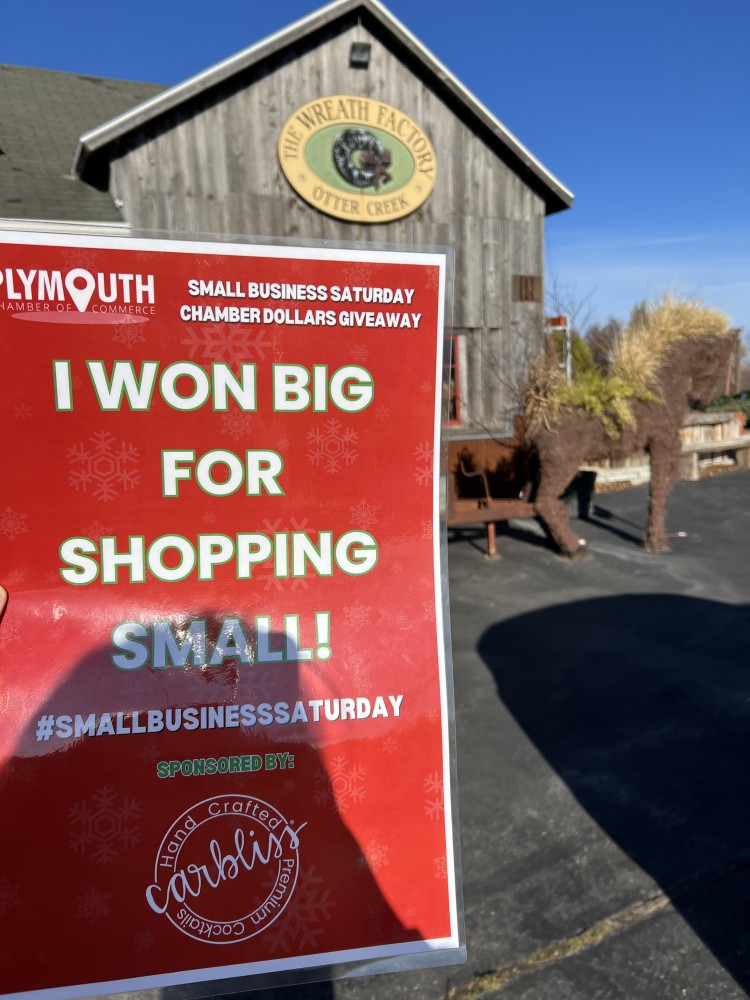 THE WREATH FACTORY
OTTER CREEK
PLYMOUTH
CHAMBER OF COMMERCE
SMALL BUSINESS SATURDAY
CHAMBER DOLLARS GIVEAWAY
I WON BIG
FOR
SHOPPING
SMALL!
#SMALLBUSINESSSATURDAY
SPONSORED BY:
Hand Crafted
carbliss®
Premium Cocktails